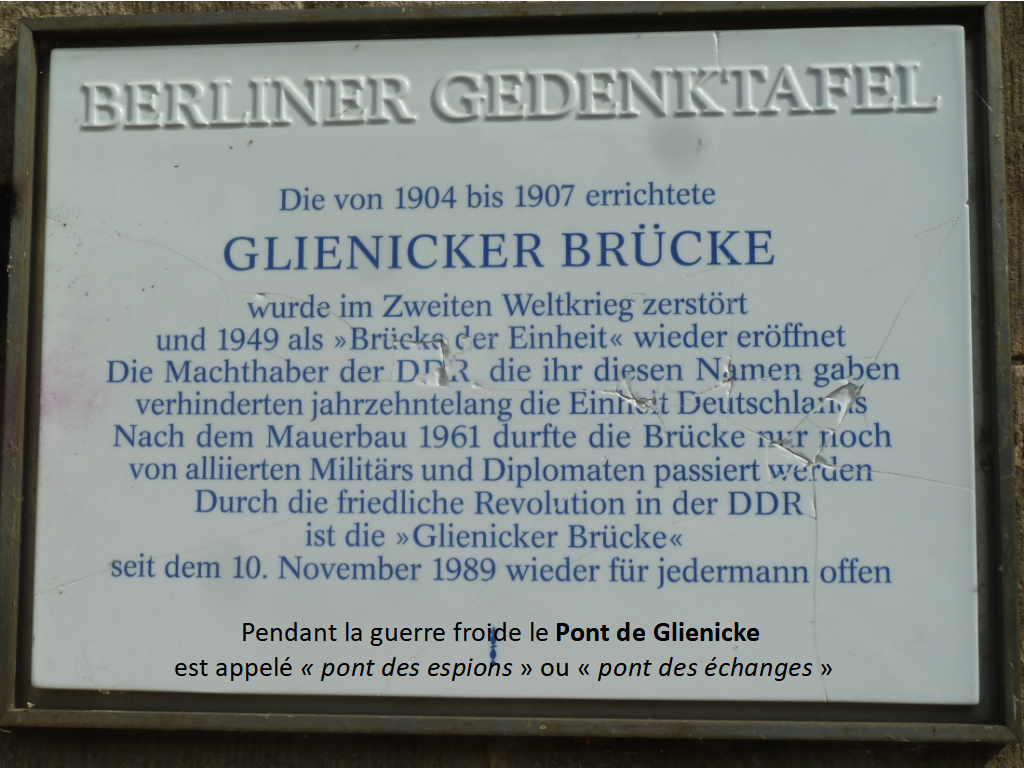 BERLINER GEDENKTAFEL
Die von 1904 bis 1907 errichtete
GLIENICKER BRÜCKE
wurde im Zweiten Weltkrieg zerstört
und 1949 als »Brücke der Einheit« wieder eröffnet
Die Machthaber der DDR, die ihr diesen Namen gaben
verhinderten jahrzehntelang die Einheit Deutschlands
Nach dem Mauerbau 1961 durfte die Brücke nur noch
von alliierten Militärs und Diplomaten passiert werden
Durch die friedliche Revolution in der DDR
ist die »Glienicker Brücke«
seit dem 10. November 1989 wieder für jedermann offen
Pendant la guerre froide le Pont de Glienicke
est appelé « pont des espions » ou « pont des échanges »